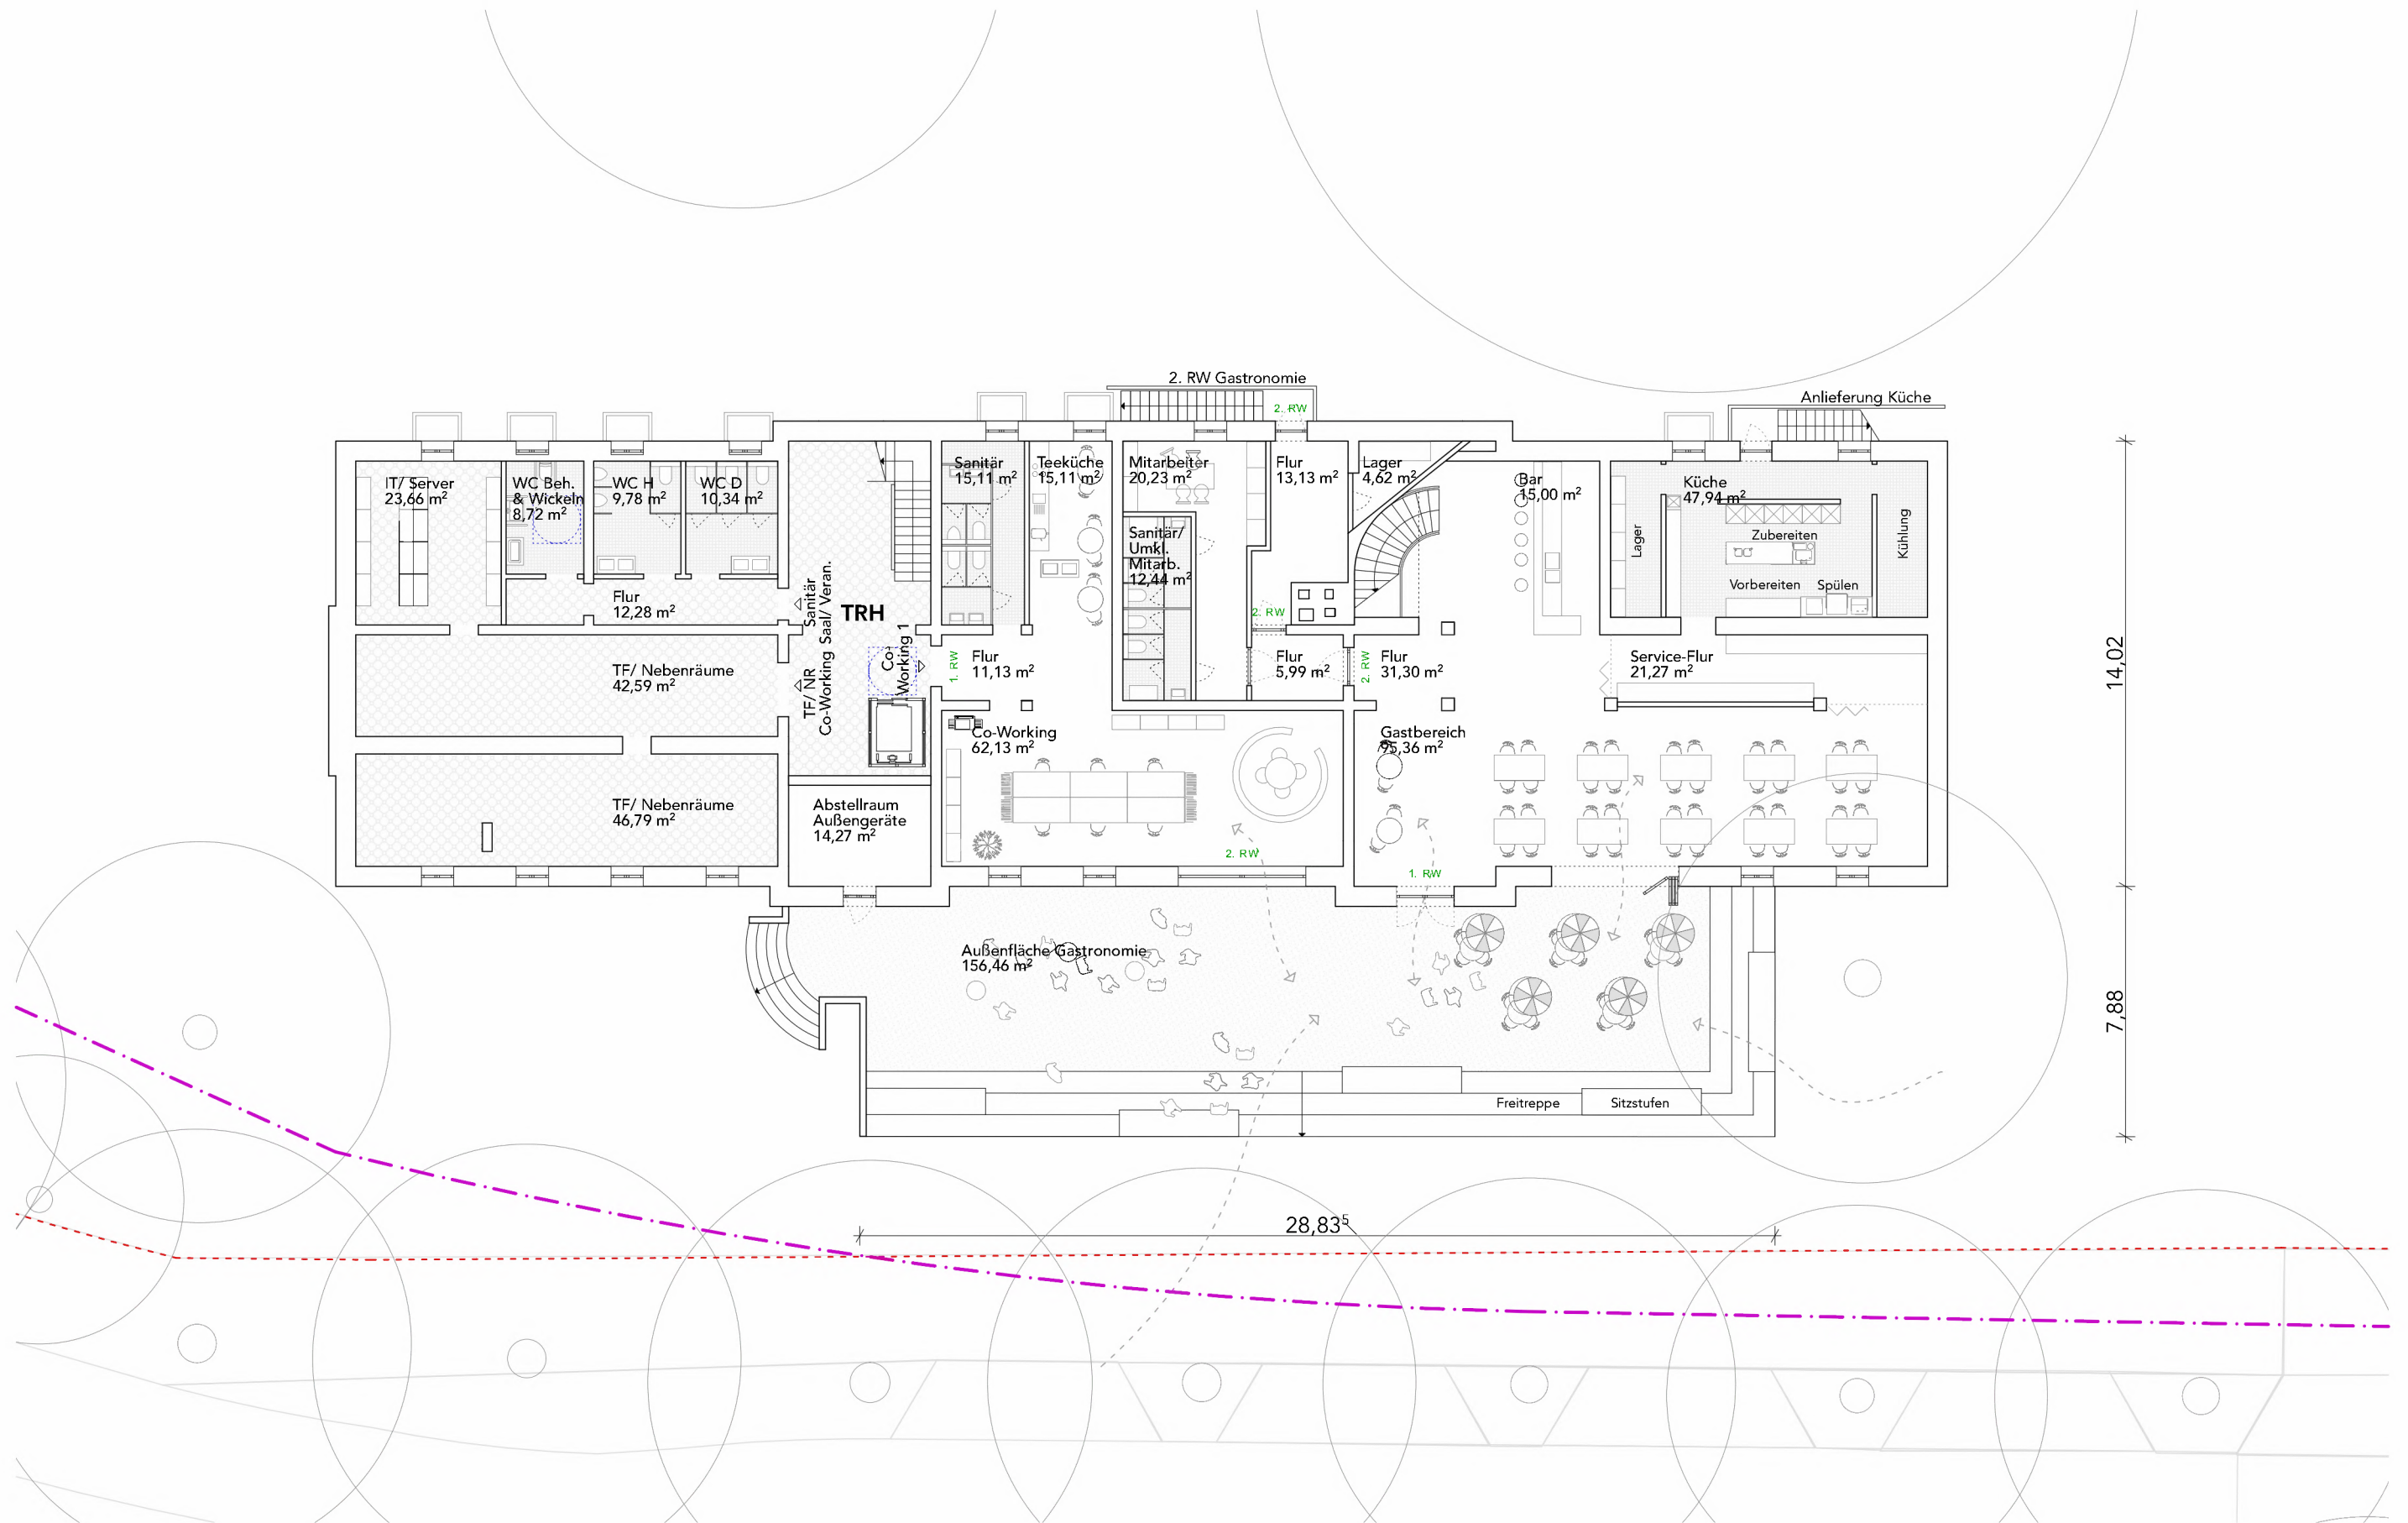 2. RW Gastronomie
Anlieferung Küche
2. RW
IT/ Server
23,66 m²
WC Beh.
& Wickeln
8,72 m²
WC H
9,78 m²
WC D
10,34 m²
Sanitär
15,11 m²
Teeküche
15,11 m²
Mitarbeiter
20,23 m²
Flur
13,13 m²
Lager
4,62 m²
Bar
15,00 m²
Küche
47,94 m²
Lager
Zubereiten
Vorbereiten
Spülen
Kühlung
Sanitär/
Umkl.
Mitarb.
12,44 m²
Flur
12,28 m²
Sanitär
Saal/ Veran.
TRH
2. RW
TF/ Nebenräume
42,59 m²
TF/ NR
Co-Working
Co-
Working 1
1. RW
Flur
11,13 m²
Flur
5,99 m²
2. RW
Flur
31,30 m²
Service-Flur
21,27 m²
14,02
Co-Working
62,13 m²
Gastbereich
95,36 m²
TF/ Nebenräume
46,79 m²
Abstellraum
Außengeräte
14,27 m²
2. RW
1. RW
Außenfläche Gastronomie
156,46 m²
7,88
Freitreppe
Sitzstufen
28,83⁵